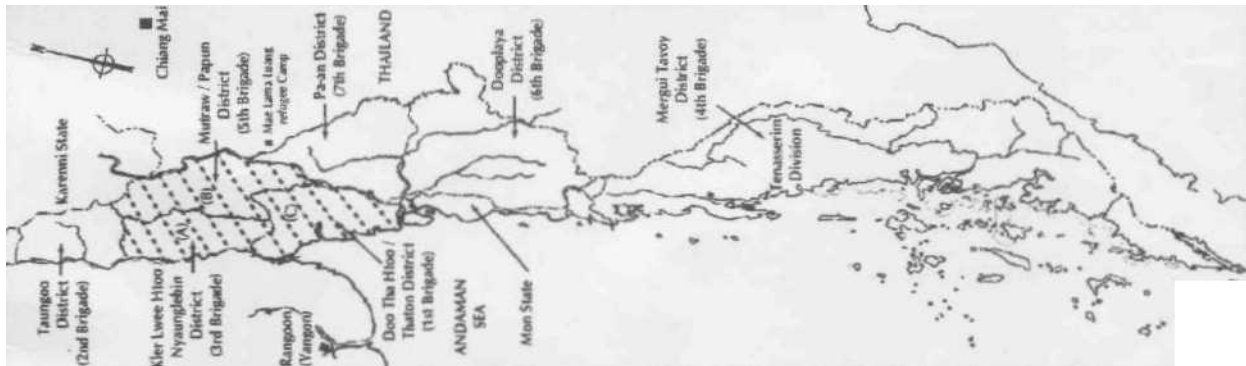 N
Chiang Mai
Karenni State
Mutraw / Papun
District
(5th Brigade)
Mae Lama Luang
refugee Camp
Pa-an District
(7th Brigade)
THAILAND
Dooplaya
District
(6th Brigade)
Mergui Tavoy
District
(4th Brigade)
Tenasserim
Division
(A)
(B)
(C)
Taungoo
District
(2nd Brigade)
Kler Lwee Htoo
Nyaunglebin
District
(3rd Brigade)
Rangoon
(Yangon)
Doo Tha Htoo /
Thaton District
(1st Brigade)
ANDAMAN
SEA
Mon State